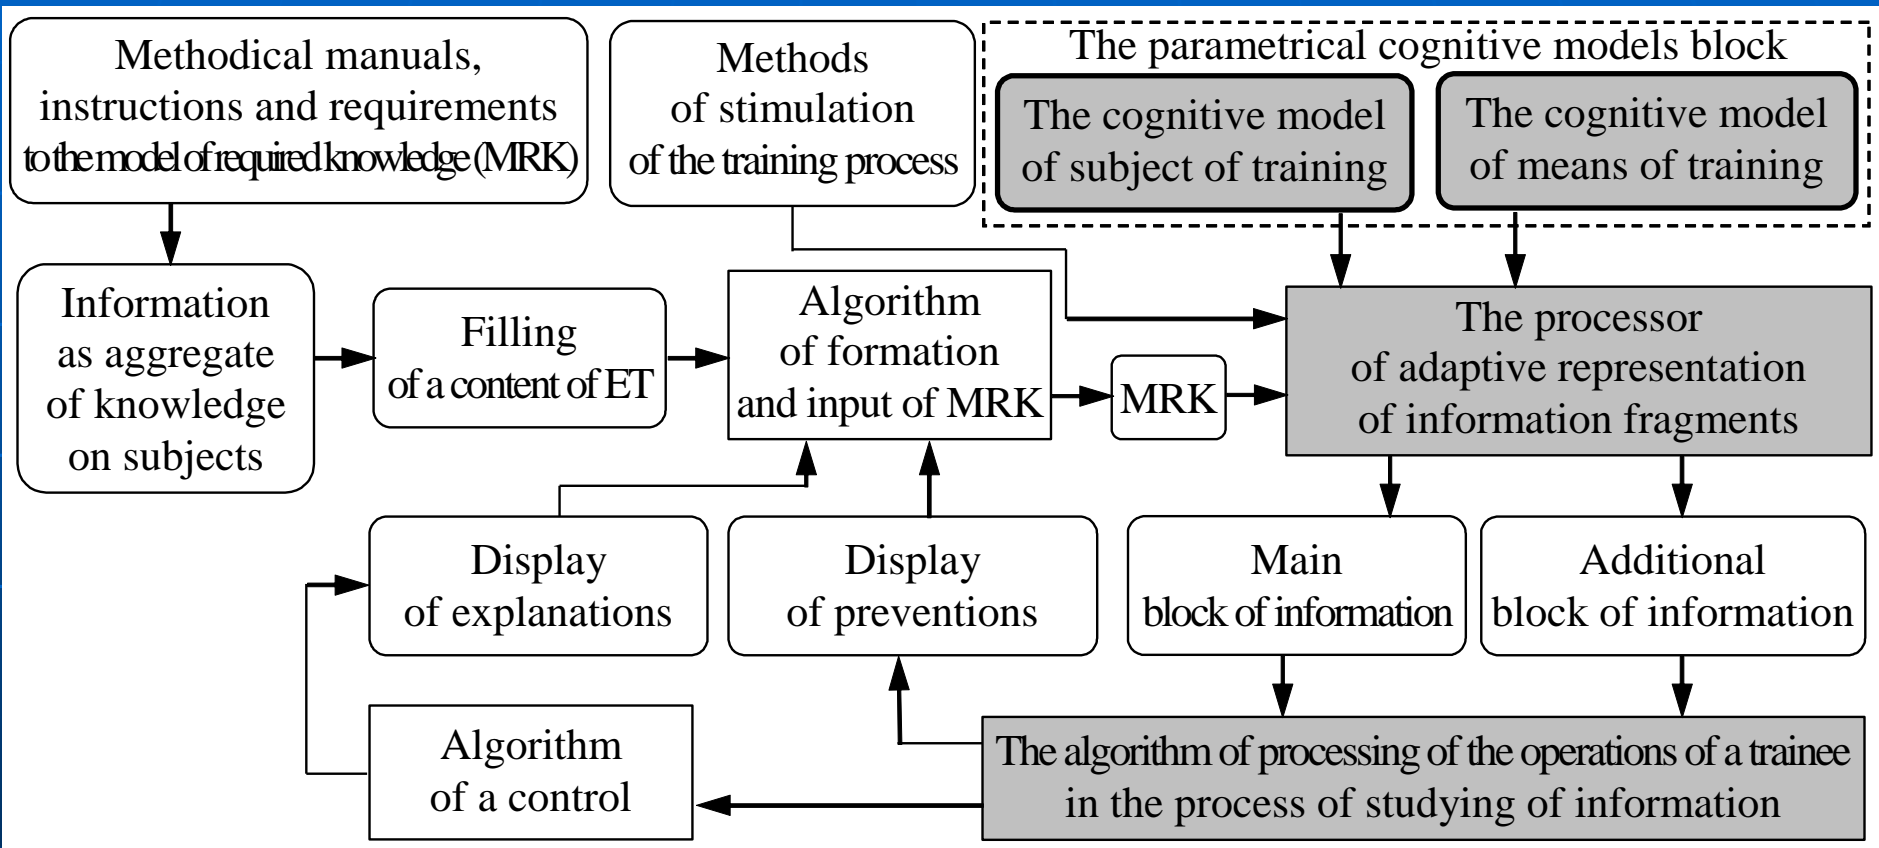 Methodical manuals,
instructions and requirements
to the model of required knowledge (MRK)
Methods
of stimulation
of the training process
The parametrical cognitive models block
The cognitive model
of subject of training
The cognitive model
of means of training
Information
as aggregate
of knowledge
on subjects
Filling
of a content of ET
Algorithm
of formation
and input of MRK
MRK
The processor
of adaptive representation
of information fragments
Display
of explanations
Display
of preventions
Main
block of information
Additional
block of information
Algorithm
of a control
The algorithm of processing of the operations of a trainee
in the process of studying of information